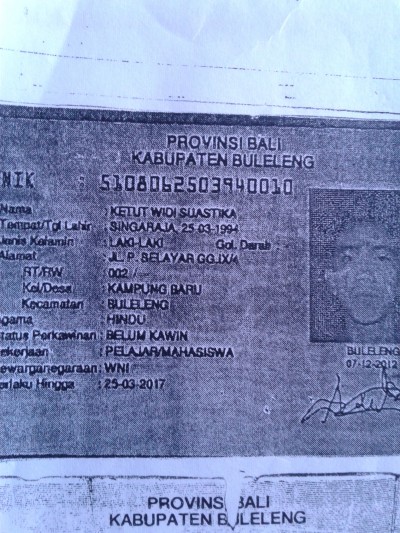 PROVINSI BALI
KABUPATEN BULELENG
NIK : 5108062503940010
Nama : KETUT WIDI SUASTIKA
Tempat/Tgl Lahir : SINGARAJA, 25-03-1994
Jenis Kelamin : LAKI-LAKI Gol. Darah : -
Alamat : JL. P. SELAYAR GG.IX/4
RT/RW : 002 / -
Kel/Desa : KAMPUNG BARU
Kecamatan : BULELENG
Agama : HINDU
Status Perkawinan : BELUM KAWIN
Pekerjaan : PELAJAR/MAHASISWA
Kewarganegaraan : WNI
Berlaku Hingga : 25-03-2017
BULELENG
07-12-2012
PROVINSI BALI
KABUPATEN BULELENG